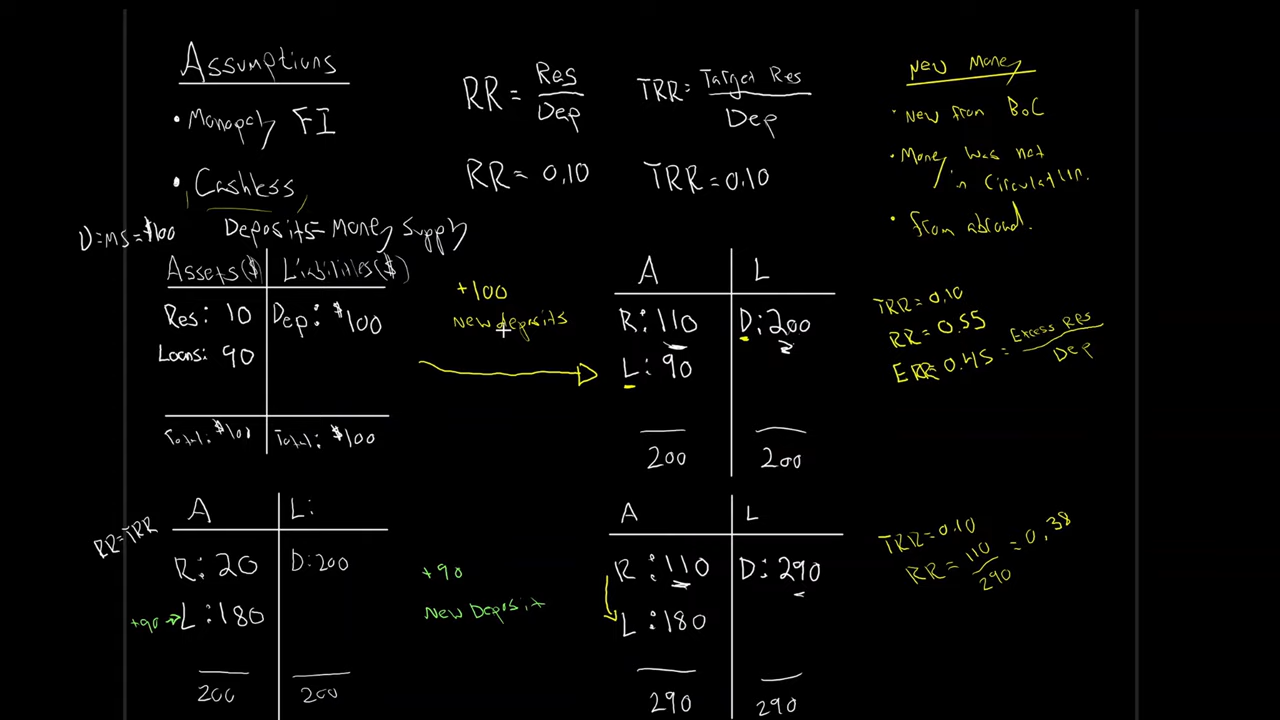 Assumptions
• Monopoly FI
• Cashless
Deposits = Money Supply
D=MS=$100
RR = Res / Dep
RR = 0.10
TRR = Target Res / Dep
TRR = 0.10
New Money
• New from BoC
• Money was not in Circulation.
• from abroad.
Assets($) Liabilities($)
Res: 10 Dep: $100
Loans: 90
Total: $100 Total: $100
+100
New deposits
A L
R: 110 D: 200
L: 90
200 200
TRR = 0.10
RR = 0.55
ERR = 0.45 = Excess Res / Dep
RR=TRR
A L:
R: 20 D: 200
+90 → L: 180
200 200
+90
New Deposit
A L
R: 110 D: 290
L: 180
290 290
TRR = 0.10
RR = 110 / 290 = 0.38